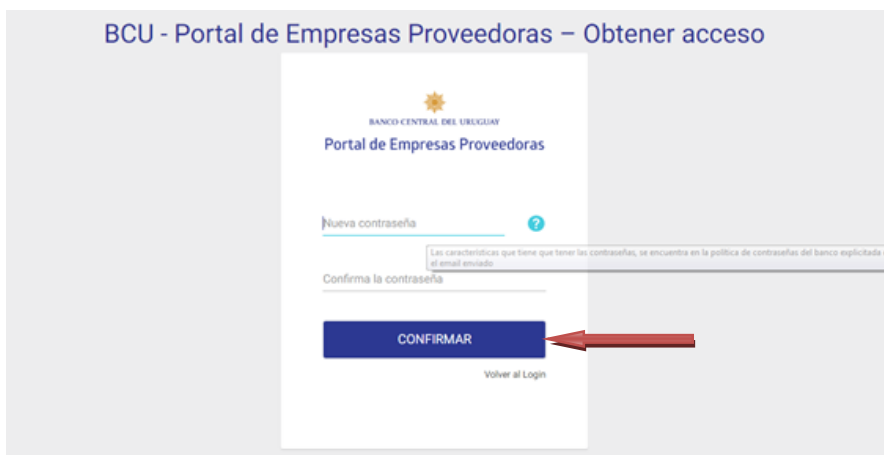 BCU - Portal de Empresas Proveedoras – Obtener acceso
BANCO CENTRAL DEL URUGUAY
Portal de Empresas Proveedoras
Nueva contraseña
?
Las características que tiene que tener las contraseñas, se encuentra en la política de contraseñas del banco explicitada
el email enviado
Confirma la contraseña
CONFIRMAR
Volver al Login